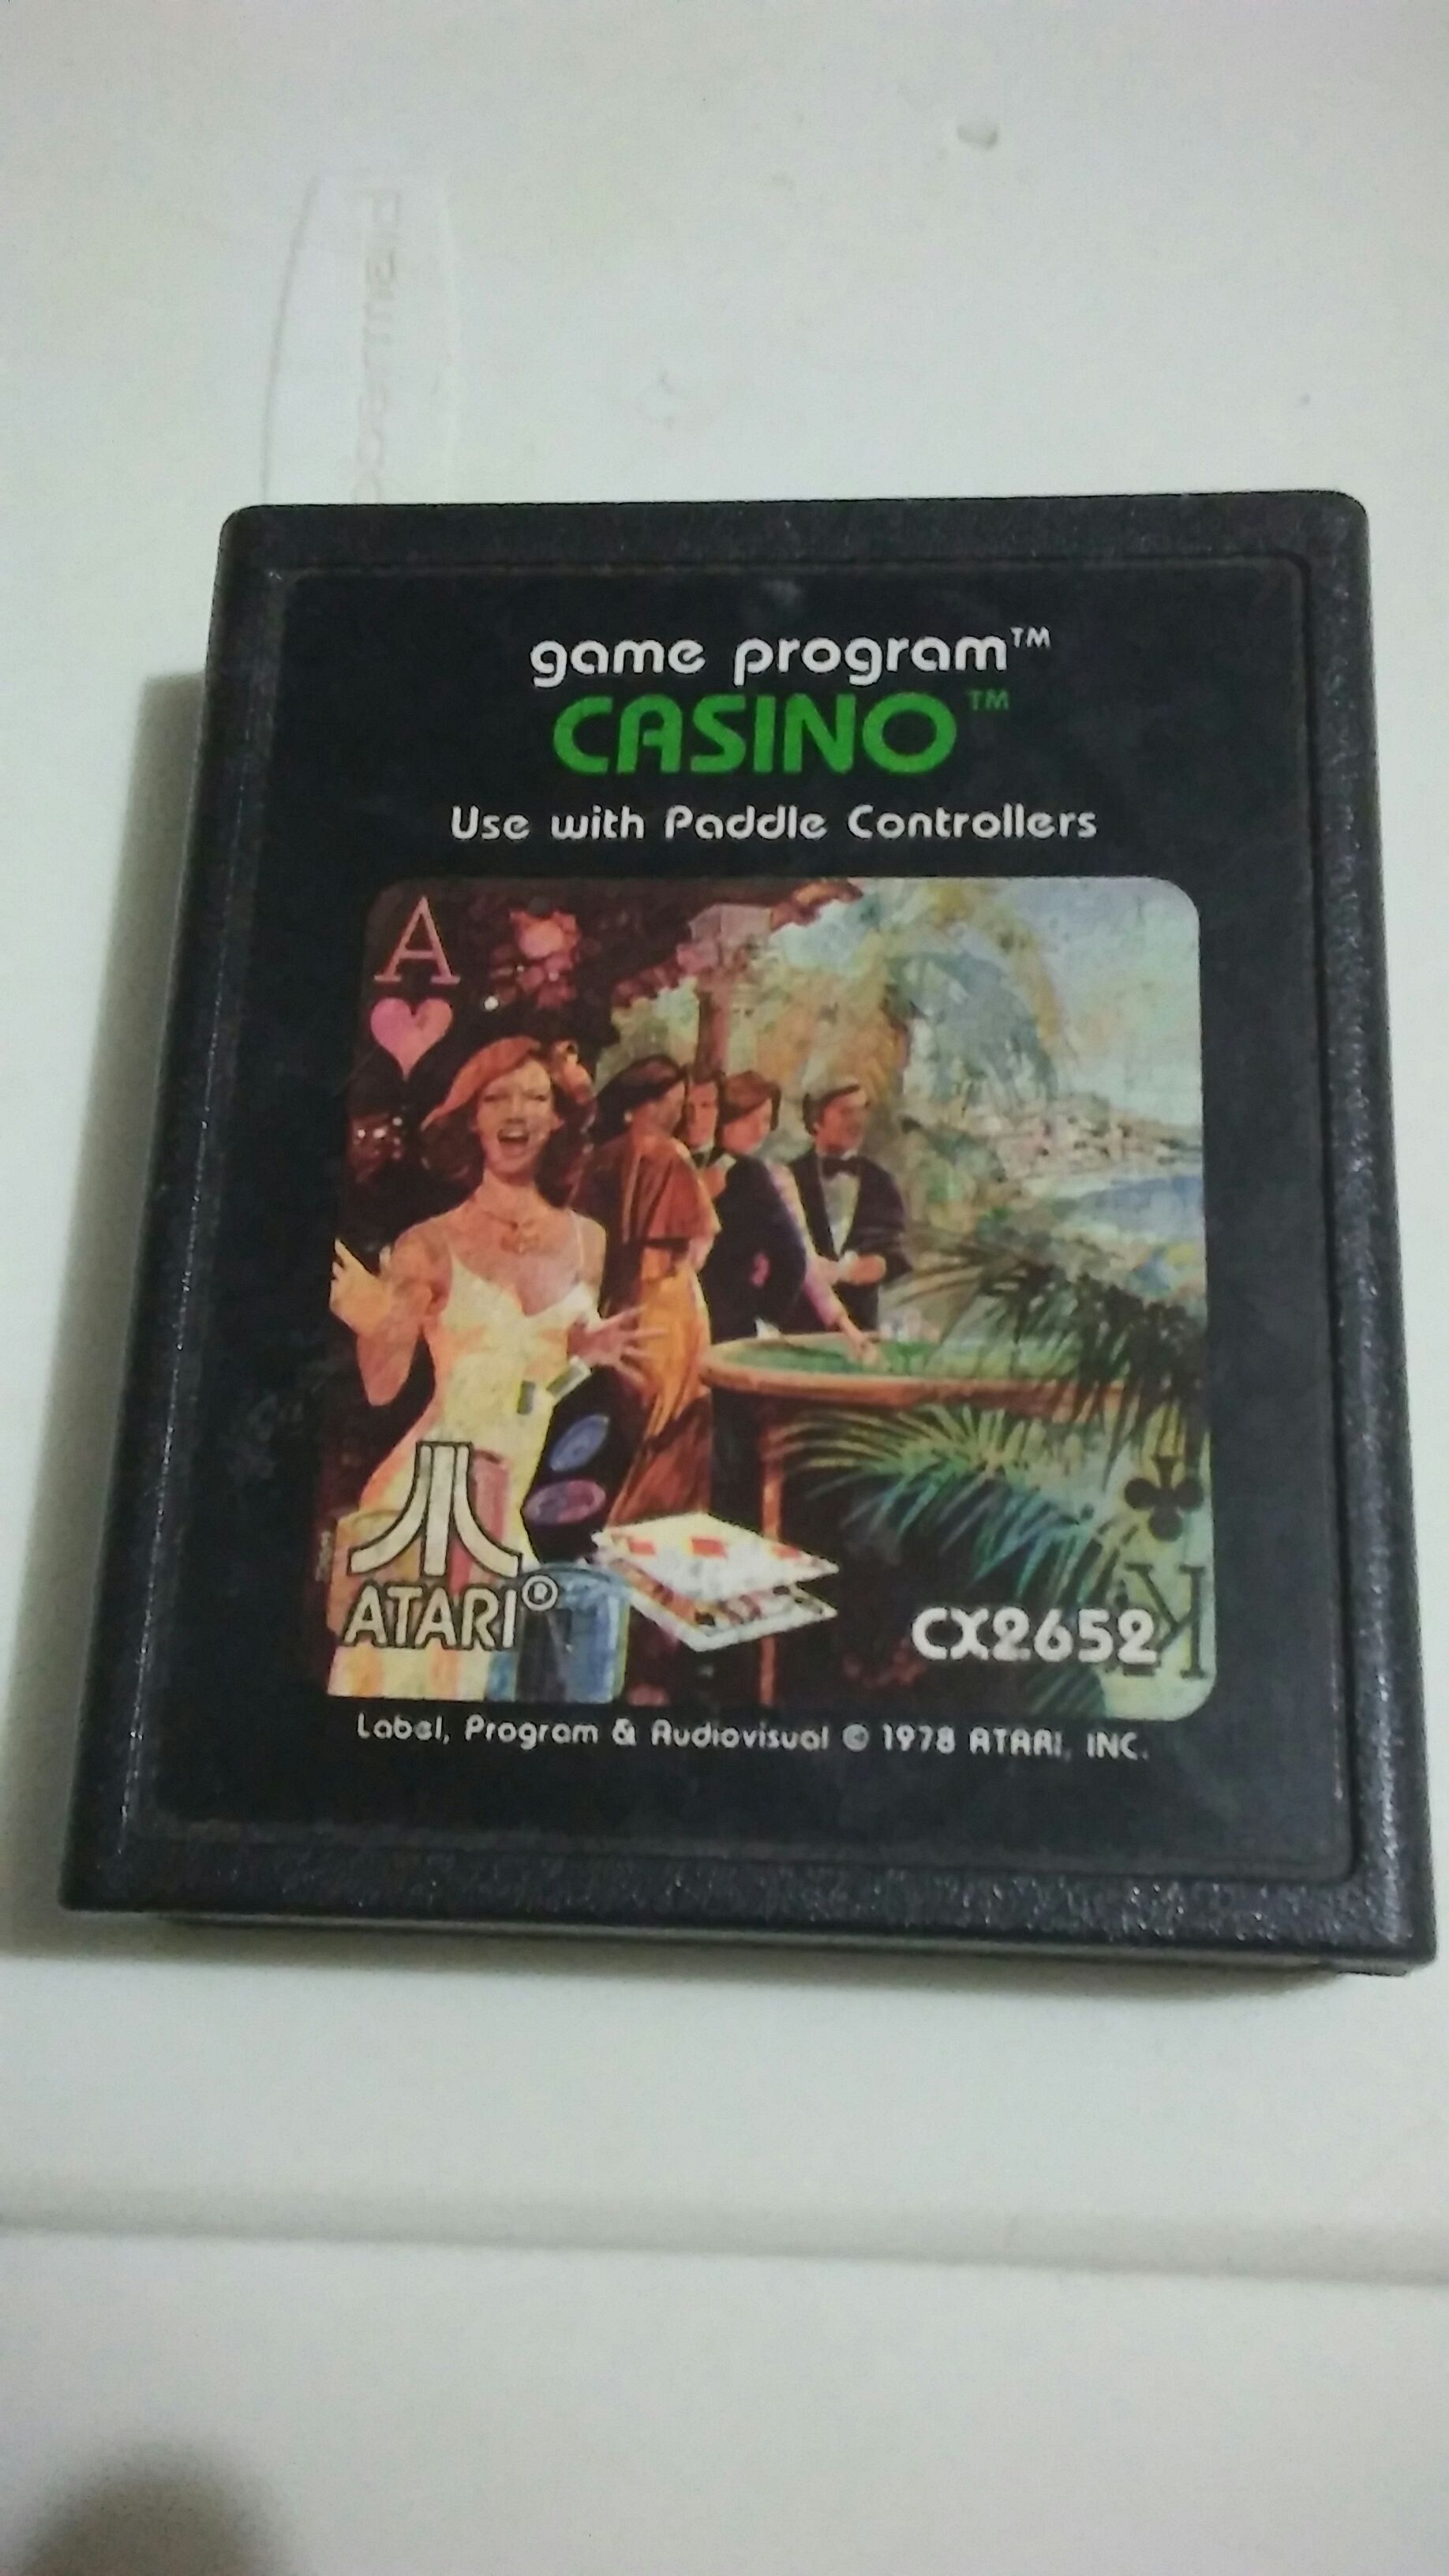 game program™
CASINO™
Use with Paddle Controllers
A
K
ATARI®
CX2652
Label, Program & Audiovisual © 1978 ATARI, INC.